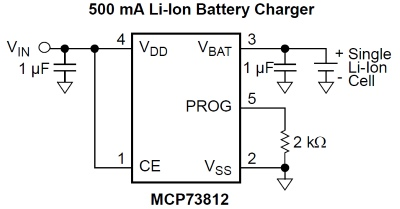 500 mA Li-Ion Battery Charger
VIN
4
VDD
VBAT
3
1 µF
1 µF
+ Single
Li-Ion
- Cell
PROG
5
2 kΩ
1
CE
VSS
2
MCP73812